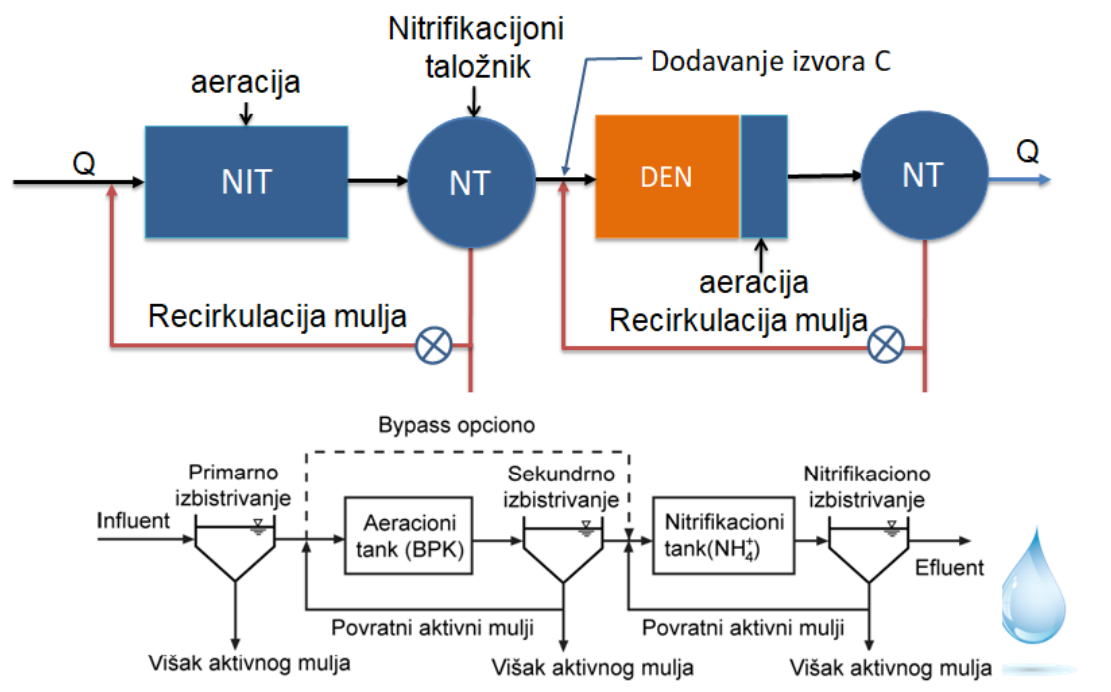 Nitrifikacijoni
taložnik
Dodavanje izvora C
aeracija
Q
NIT
NT
DEN
NT
Q
aeracija
Recirkulacija mulja
Recirkulacija mulja
Bypass opciono
Primarno
izbistrivanje
Sekundrno
izbistrivanje
Nitrifikaciono
izbistrivanje
Influent
Aeracioni
tank (BPK)
Nitrifikacioni
tank(NH₄⁺)
Efluent
Povratni aktivni mulji
Povratni aktivni mulji
Višak aktivnog mulja
Višak aktivnog mulja
Višak aktivnog mulja